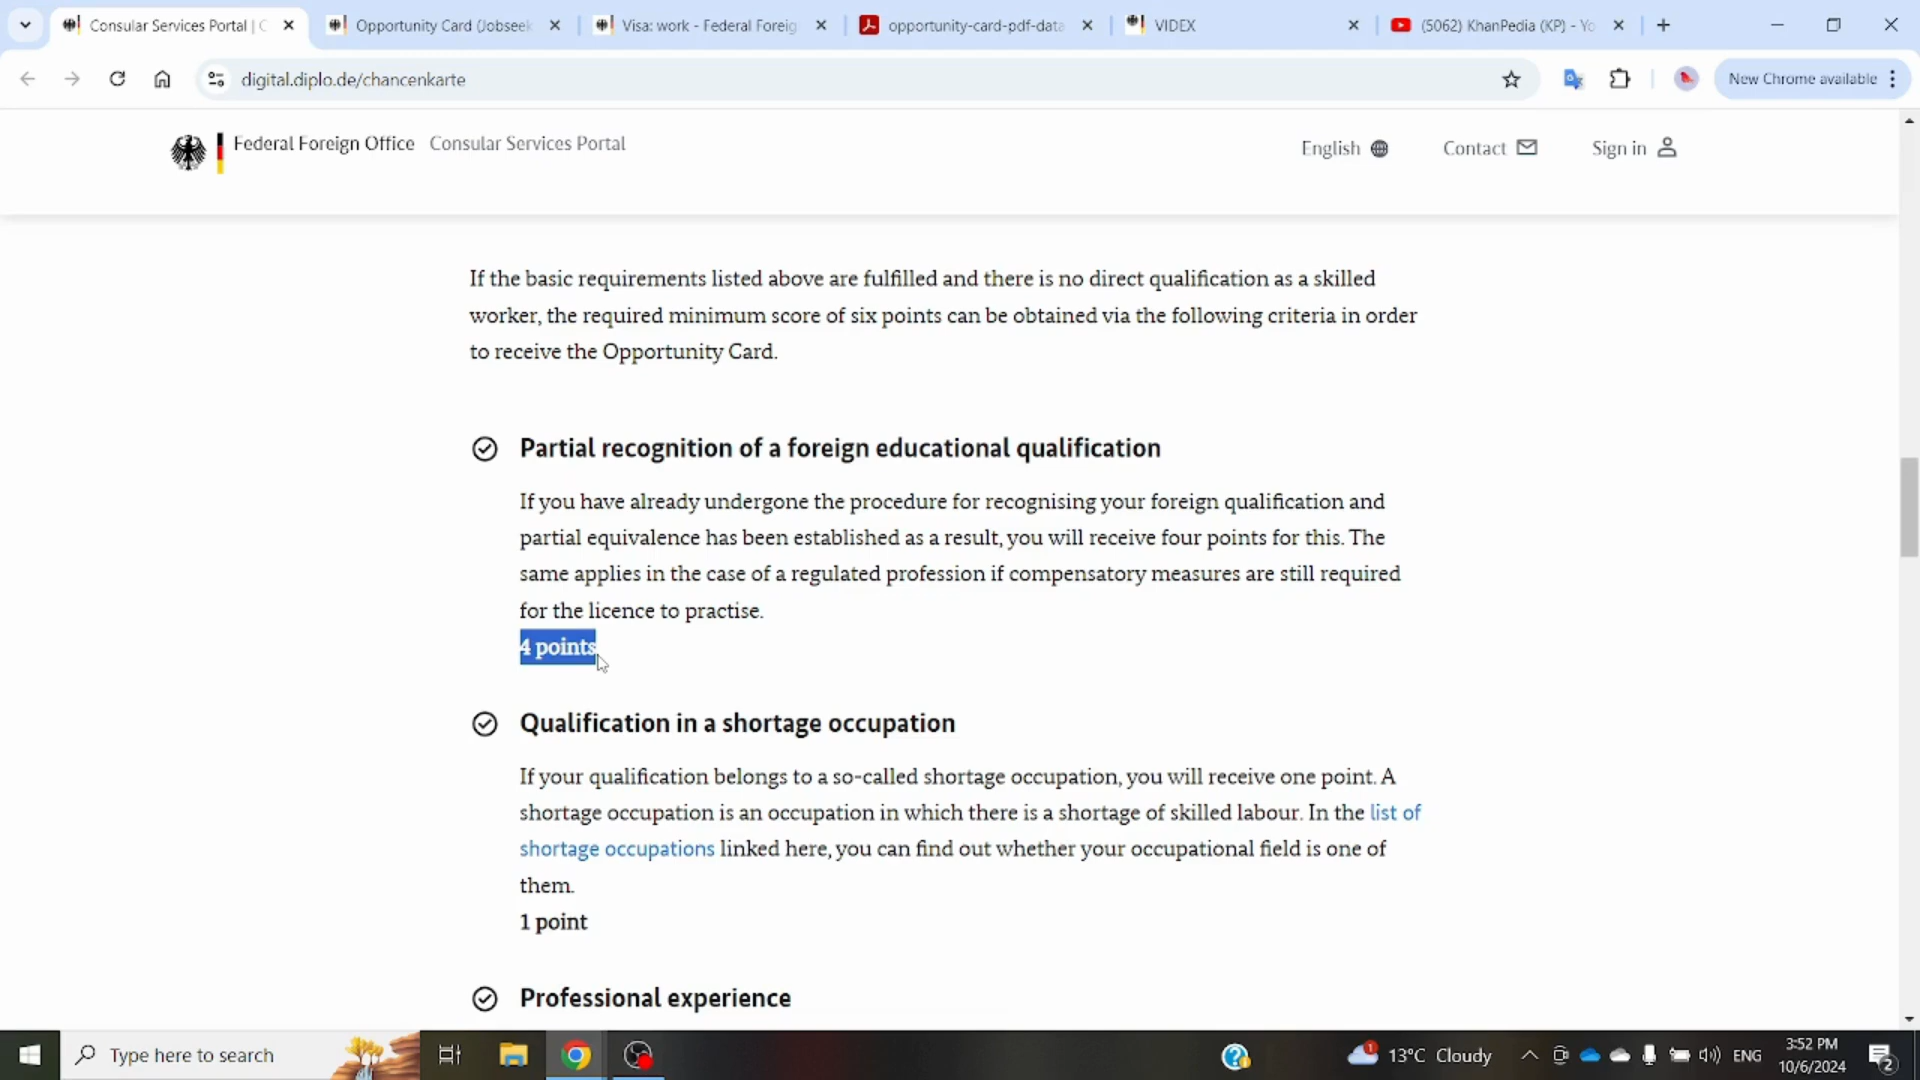 Consular Services Portal | C
Opportunity Card (Jobseek
Visa: work - Federal Foreig
opportunity-card-pdf-data
VIDEX
(5062) KhanPedia (KP) - Yo
digital.diplo.de/chancenkarte
New Chrome available
Federal Foreign Office Consular Services Portal
English
Contact
Sign in
If the basic requirements listed above are fulfilled and there is no direct qualification as a skilled
worker, the required minimum score of six points can be obtained via the following criteria in order
to receive the Opportunity Card.
Partial recognition of a foreign educational qualification
If you have already undergone the procedure for recognising your foreign qualification and
partial equivalence has been established as a result, you will receive four points for this. The
same applies in the case of a regulated profession if compensatory measures are still required
for the licence to practise.
4 points
Qualification in a shortage occupation
If your qualification belongs to a so-called shortage occupation, you will receive one point. A
shortage occupation is an occupation in which there is a shortage of skilled labour. In the list of
shortage occupations linked here, you can find out whether your occupational field is one of
them.
1 point
Professional experience
Type here to search
1
13°C Cloudy
ENG
3:52 PM
10/6/2024
2